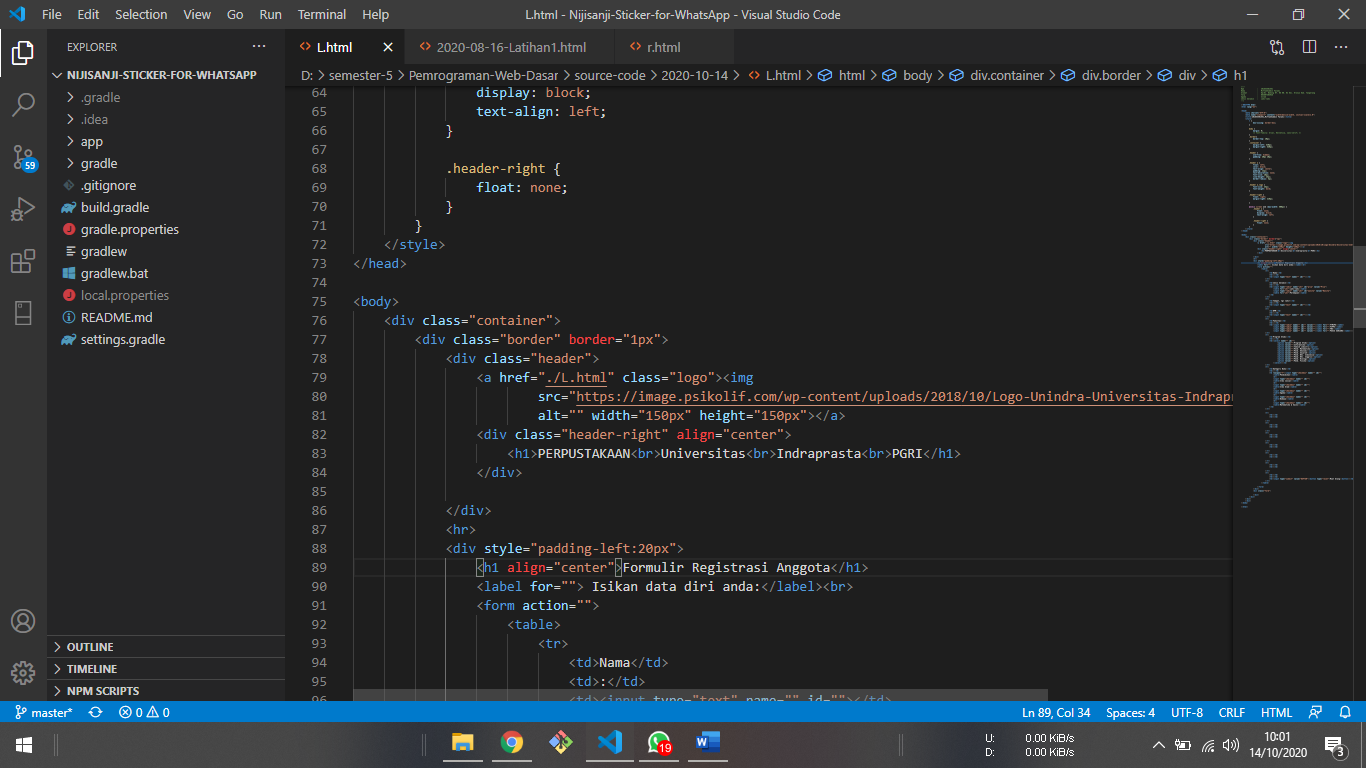 File Edit Selection View Go Run Terminal Help
L.html - Nijisanji-Sticker-for-WhatsApp - Visual Studio Code
EXPLORER
L.html
2020-08-16-Latihan1.html
r.html
NIJISANJI-STICKER-FOR-WHATSAPP
.gradle
.idea
app
gradle
.gitignore
build.gradle
gradle.properties
gradlew
gradlew.bat
local.properties
README.md
settings.gradle
OUTLINE
TIMELINE
NPM SCRIPTS
59
D: > semester-5 > Pemrograman-Web-Dasar > source-code > 2020-10-14 > L.html > html > body > div.container > div.border > div > h1
64 display: block;
65 text-align: left;
66 }
67
68 .header-right {
69 float: none;
70 }
71 }
72 </style>
73 </head>
74
75 <body>
76 <div class="container">
77 <div class="border" border="1px">
78 <div class="header">
79 <a href="./L.html" class="logo"><img
80 src="https://image.psikolif.com/wp-content/uploads/2018/10/Logo-Unindra-Universitas-Indrapr
81 alt="" width="150px" height="150px"></a>
82 <div class="header-right" align="center">
83 <h1>PERPUSTAKAAN<br>Universitas<br>Indraprasta<br>PGRI</h1>
84 </div>
85
86 </div>
87 <hr>
88 <div style="padding-left:20px">
89 <h1 align="center">Formulir Registrasi Anggota</h1>
90 <label for=""> Isikan data diri anda:</label><br>
91 <form action="">
92 <table>
93 <tr>
94 <td>Nama</td>
95 <td>:</td>
96 <td><input type="text" name="" id=""></td>
master* 0 0
Ln 89, Col 34 Spaces: 4 UTF-8 CRLF HTML
19
U: 0.00 KiB/s
D: 0.00 KiB/s
10:01
14/10/2020
3